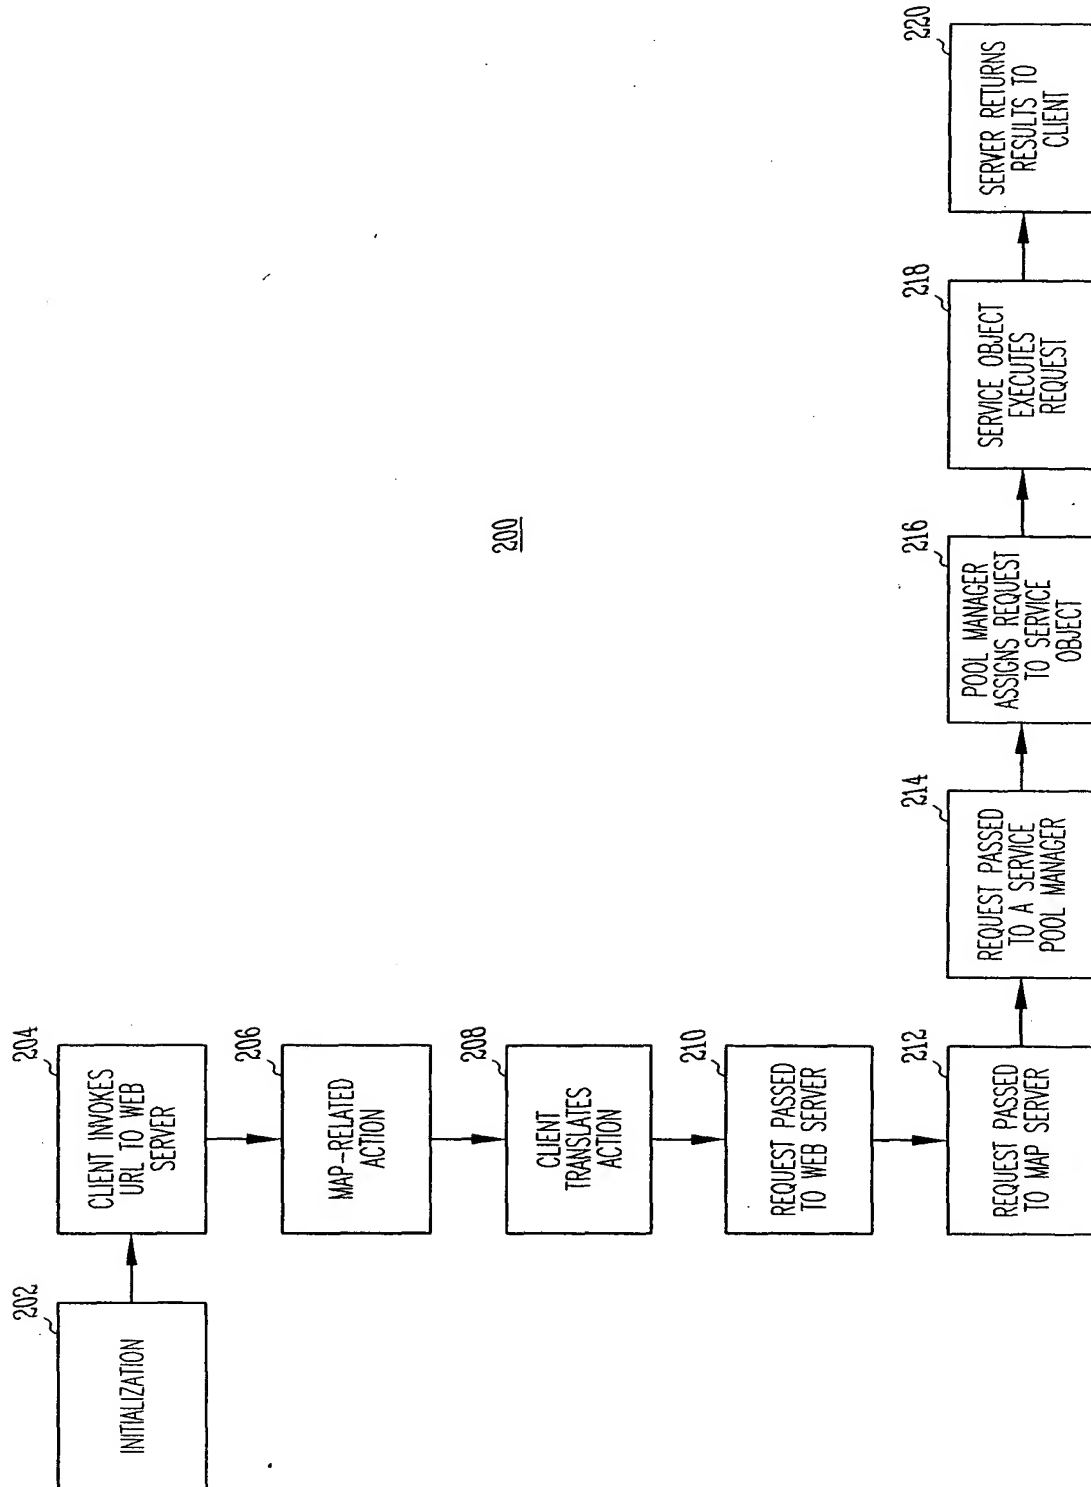 200
202
INITIALIZATION
204
CLIENT INVOKES
URL TO WEB
SERVER
206
MAP-RELATED
ACTION
208
CLIENT
TRANSLATES
ACTION
210
REQUEST PASSED
TO WEB SERVER
212
REQUEST PASSED
TO MAP SERVER
214
REQUEST PASSED
TO A SERVICE
POOL MANAGER
216
POOL MANAGER
ASSIGNS REQUEST
TO SERVICE
OBJECT
218
SERVICE OBJECT
EXECUTES
REQUEST
220
SERVER RETURNS
RESULTS TO
CLIENT